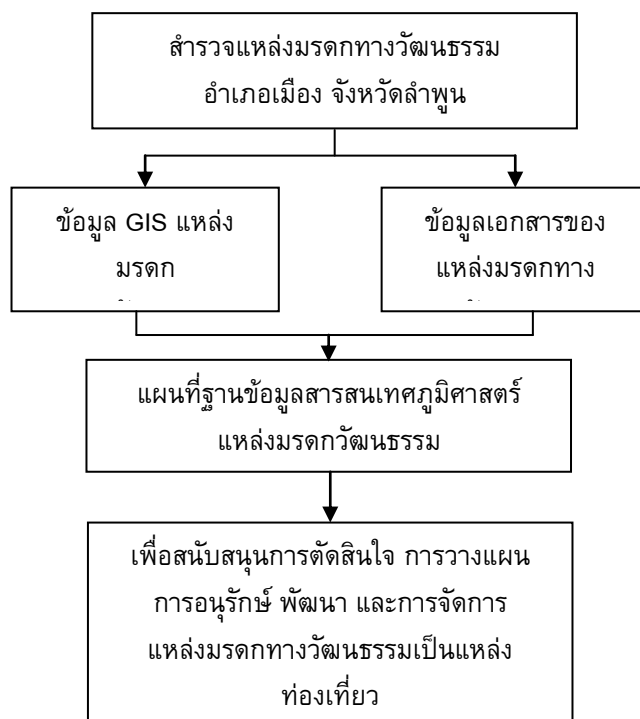 สำรวจแหล่งมรดกทางวัฒนธรรม
อำเภอเมือง จังหวัดลำพูน
ข้อมูล GIS แหล่ง
มรดก
ข้อมูลเอกสารของ
แหล่งมรดกทาง
แผนที่ฐานข้อมูลสารสนเทศภูมิศาสตร์
แหล่งมรดกวัฒนธรรม
เพื่อสนับสนุนการตัดสินใจ การวางแผน
การอนุรักษ์ พัฒนา และการจัดการ
แหล่งมรดกทางวัฒนธรรมเป็นแหล่ง
ท่องเที่ยว